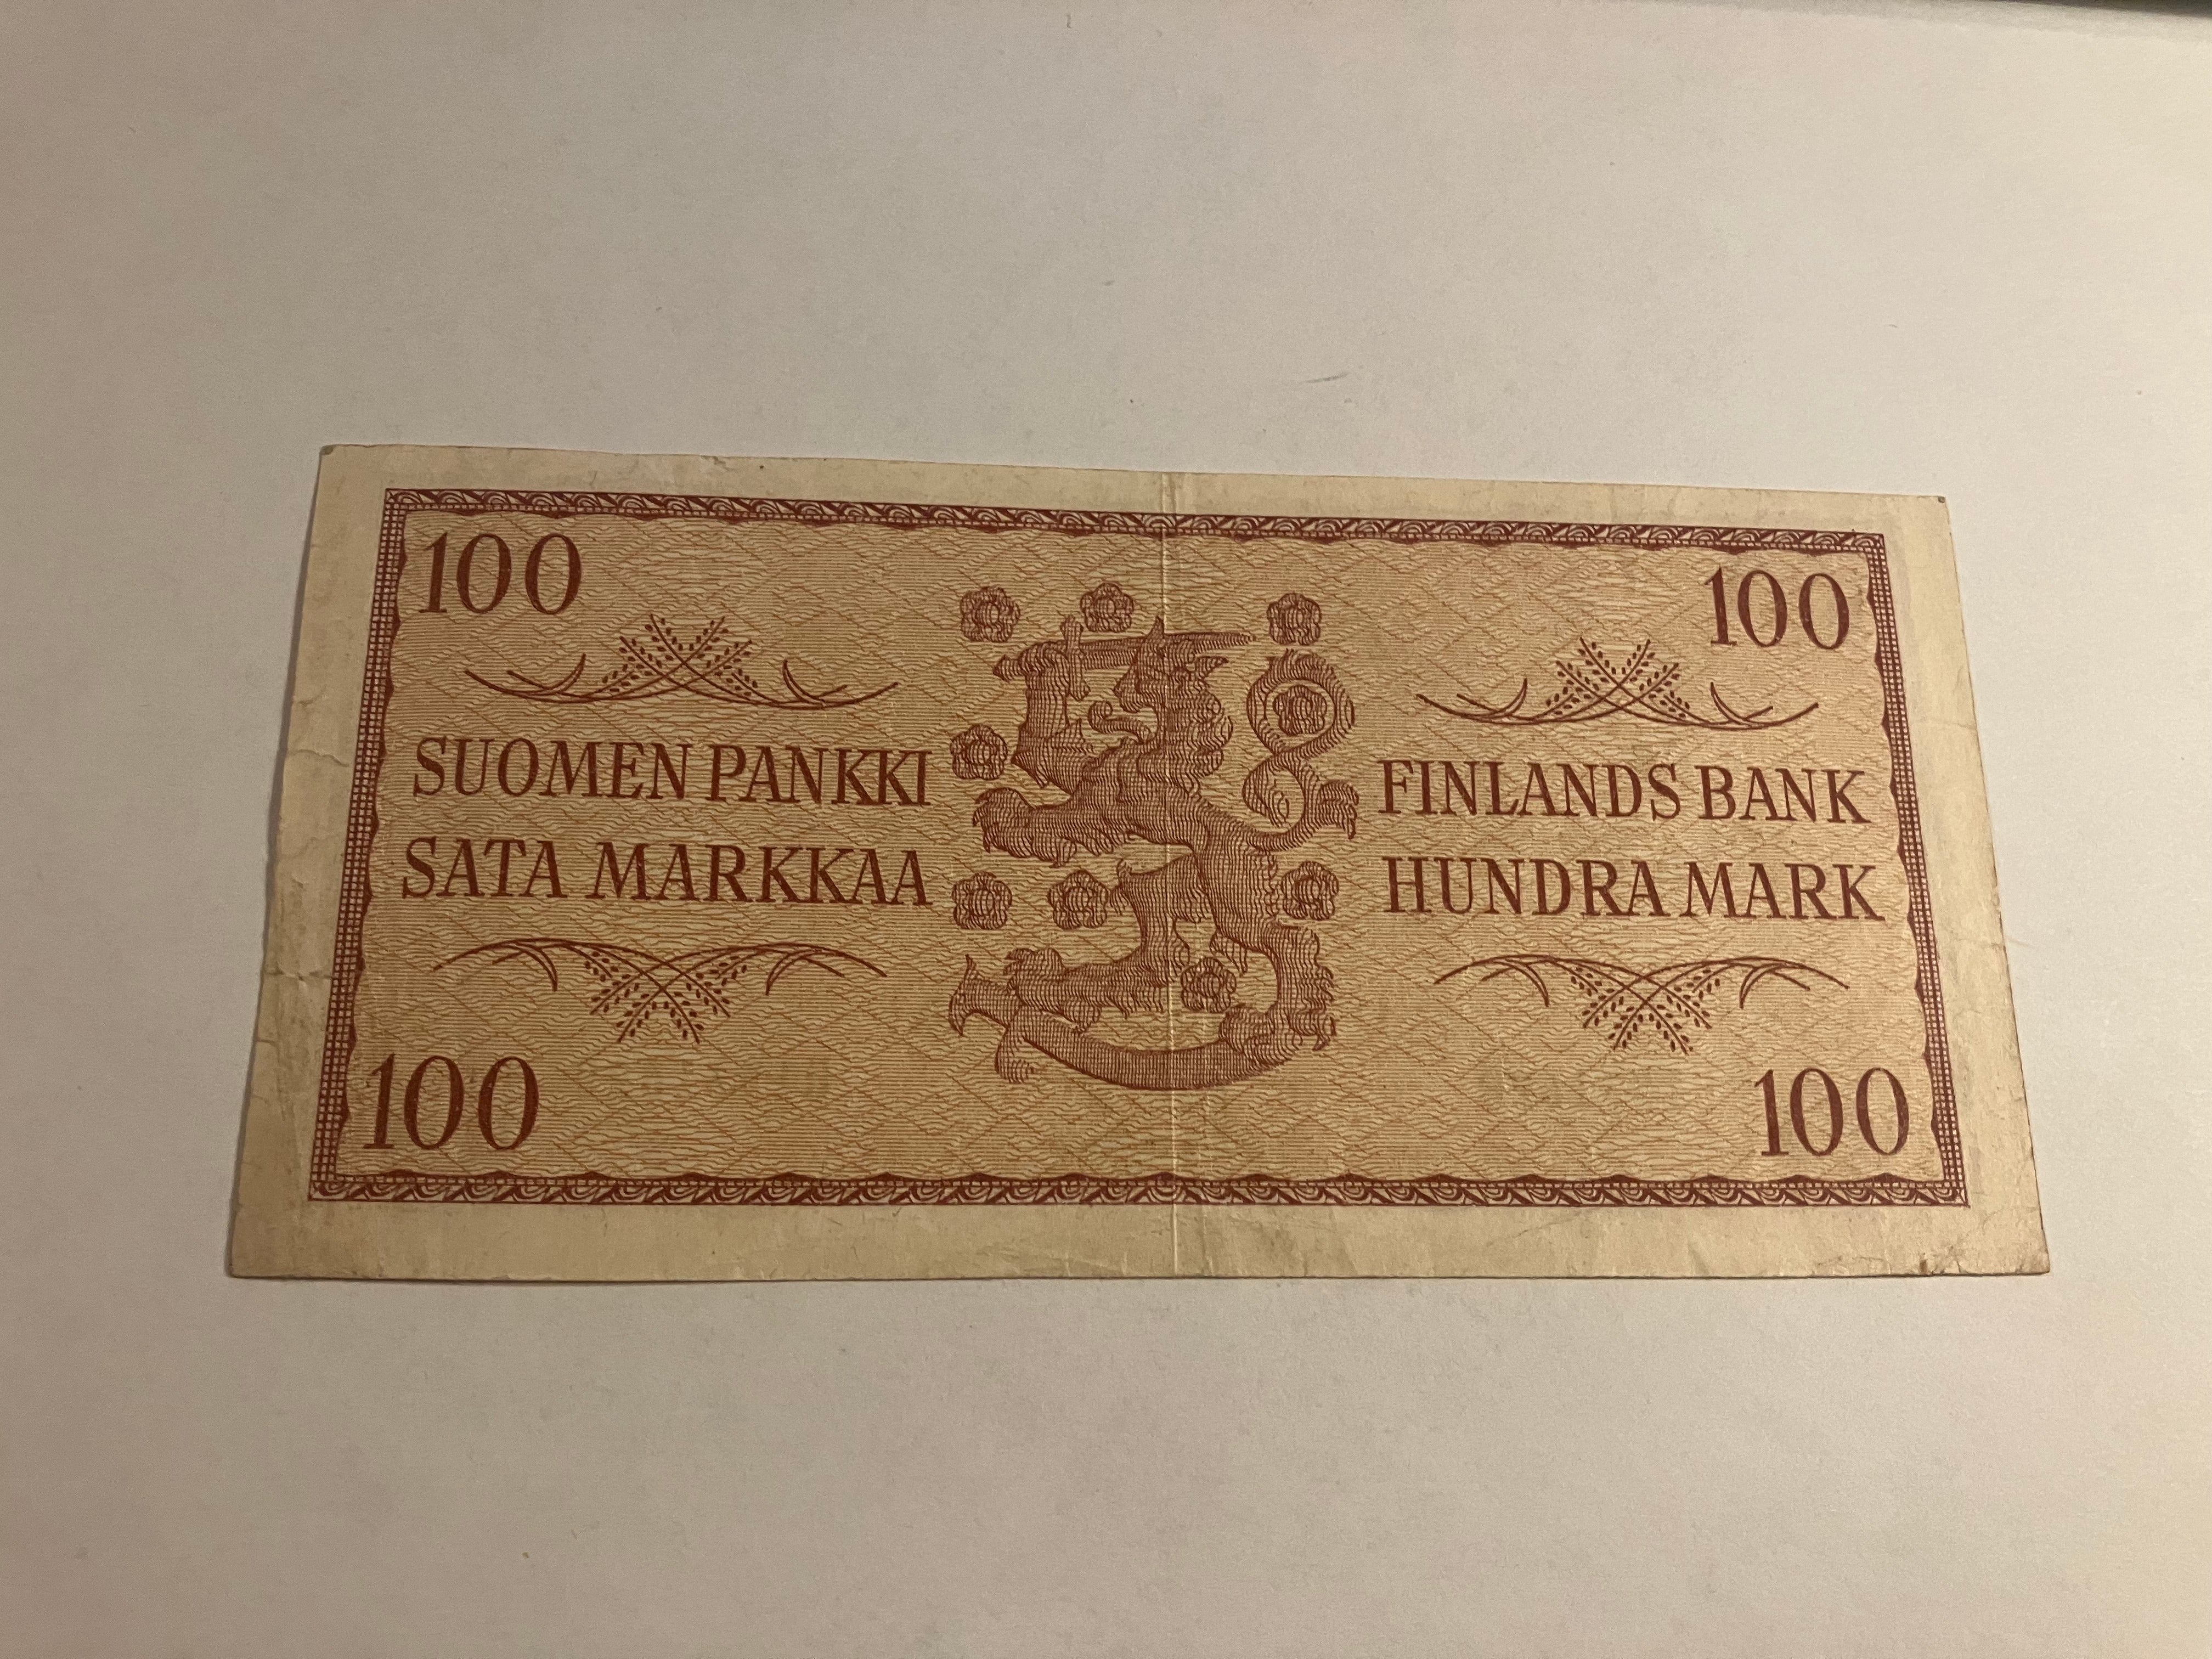 100
100
SUOMEN PANKKI
SATA MARKKAA
FINLANDS BANK
HUNDRA MARK
100
100